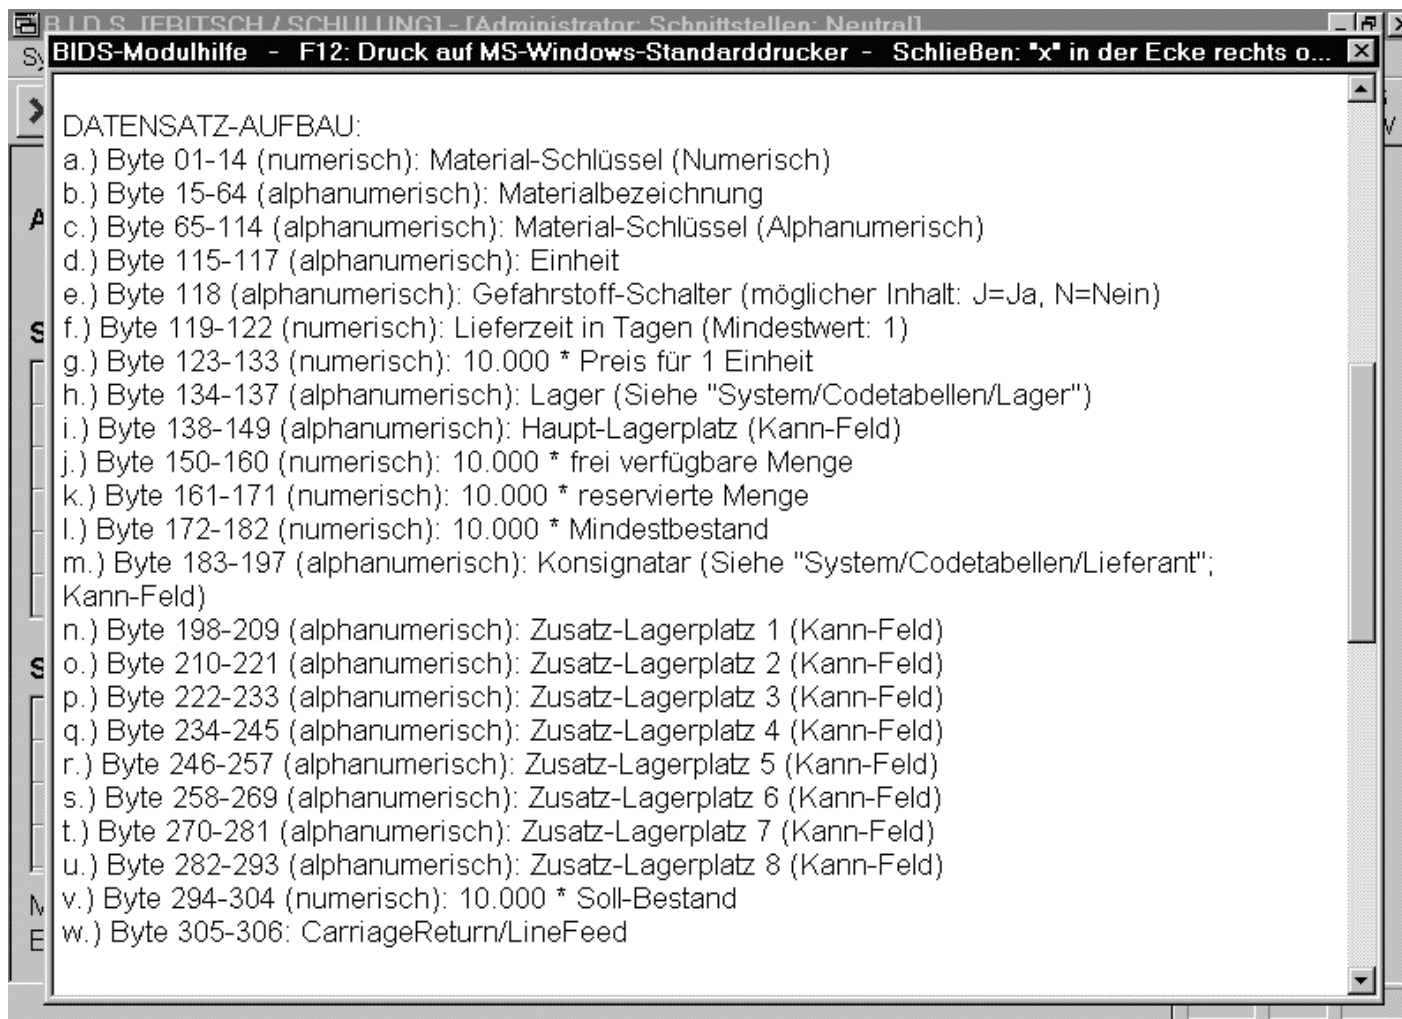 B.I.D.S. [FRITSCH / SCHULUNG] - [Administrator: Schnittstellen: Neutral]
BIDS-Modulhilfe - F12: Druck auf MS-Windows-Standarddrucker - Schließen: "x" in der Ecke rechts o...
DATENSATZ-AUFBAU:
a.) Byte 01-14 (numerisch): Material-Schlüssel (Numerisch)
b.) Byte 15-64 (alphanumerisch): Materialbezeichnung
c.) Byte 65-114 (alphanumerisch): Material-Schlüssel (Alphanumerisch)
d.) Byte 115-117 (alphanumerisch): Einheit
e.) Byte 118 (alphanumerisch): Gefahrstoff-Schalter (möglicher Inhalt: J=Ja, N=Nein)
f.) Byte 119-122 (numerisch): Lieferzeit in Tagen (Mindestwert: 1)
g.) Byte 123-133 (numerisch): 10.000 * Preis für 1 Einheit
h.) Byte 134-137 (alphanumerisch): Lager (Siehe "System/Codetabellen/Lager")
i.) Byte 138-149 (alphanumerisch): Haupt-Lagerplatz (Kann-Feld)
j.) Byte 150-160 (numerisch): 10.000 * frei verfügbare Menge
k.) Byte 161-171 (numerisch): 10.000 * reservierte Menge
l.) Byte 172-182 (numerisch): 10.000 * Mindestbestand
m.) Byte 183-197 (alphanumerisch): Konsignatar (Siehe "System/Codetabellen/Lieferant";
Kann-Feld)
n.) Byte 198-209 (alphanumerisch): Zusatz-Lagerplatz 1 (Kann-Feld)
o.) Byte 210-221 (alphanumerisch): Zusatz-Lagerplatz 2 (Kann-Feld)
p.) Byte 222-233 (alphanumerisch): Zusatz-Lagerplatz 3 (Kann-Feld)
q.) Byte 234-245 (alphanumerisch): Zusatz-Lagerplatz 4 (Kann-Feld)
r.) Byte 246-257 (alphanumerisch): Zusatz-Lagerplatz 5 (Kann-Feld)
s.) Byte 258-269 (alphanumerisch): Zusatz-Lagerplatz 6 (Kann-Feld)
t.) Byte 270-281 (alphanumerisch): Zusatz-Lagerplatz 7 (Kann-Feld)
u.) Byte 282-293 (alphanumerisch): Zusatz-Lagerplatz 8 (Kann-Feld)
v.) Byte 294-304 (numerisch): 10.000 * Soll-Bestand
w.) Byte 305-306: CarriageReturn/LineFeed